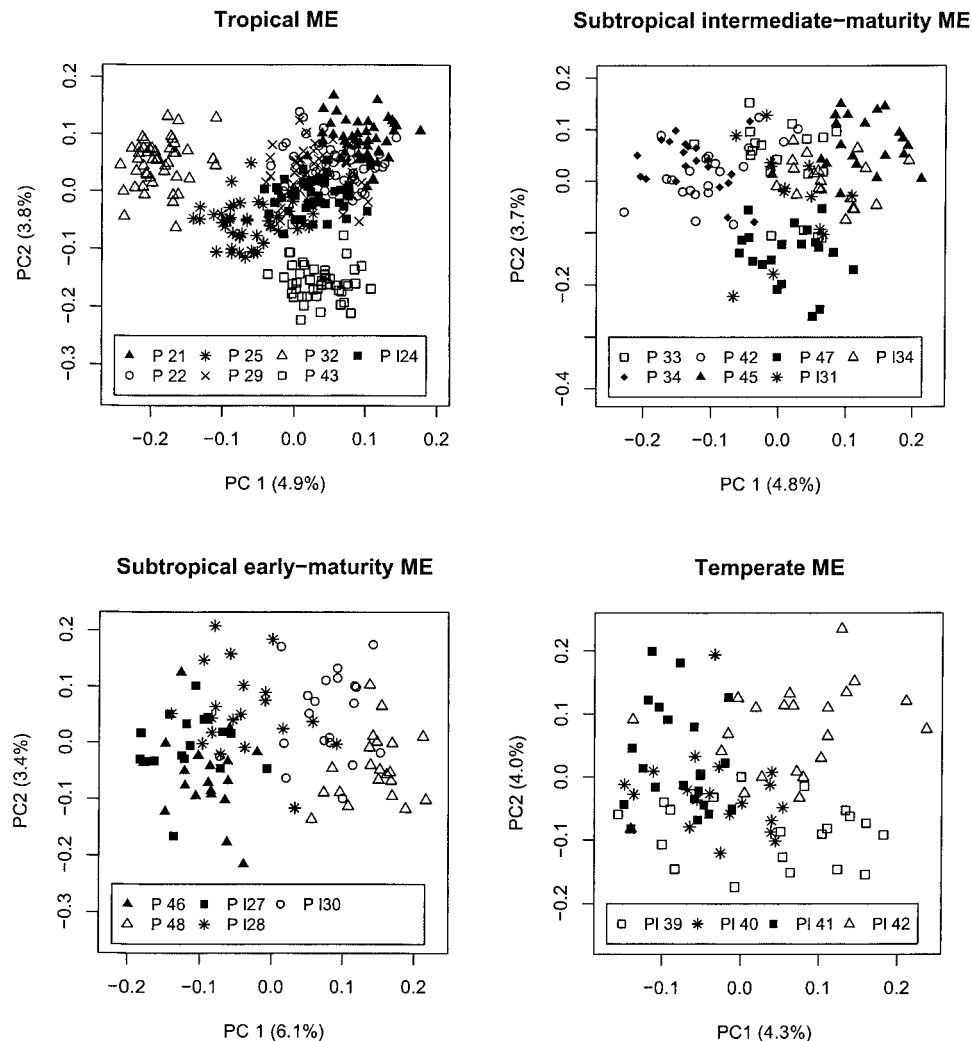 Tropical ME
0.2
0.1
0.0
−0.1
−0.2
−0.3
PC2 (3.8%)
P 21 P 25 P 32 P I24
P 22 P 29 P 43
−0.2 −0.1 0.0 0.1 0.2
PC 1 (4.9%)
Subtropical intermediate−maturity ME
0.2
0.0
−0.2
−0.4
PC2 (3.7%)
P 33 P 42 P 47 P I34
P 34 P 45 P I31
−0.2 −0.1 0.0 0.1 0.2
PC 1 (4.8%)
Subtropical early−maturity ME
0.2
0.1
0.0
−0.1
−0.2
−0.3
PC2 (3.4%)
P 46 P I27 P I30
P 48 P I28
−0.2 −0.1 0.0 0.1 0.2
PC 1 (6.1%)
Temperate ME
0.2
0.1
0.0
−0.1
−0.2
PC2 (4.0%)
PI 39 PI 40 PI 41 PI 42
−0.1 0.0 0.1 0.2
PC1 (4.3%)